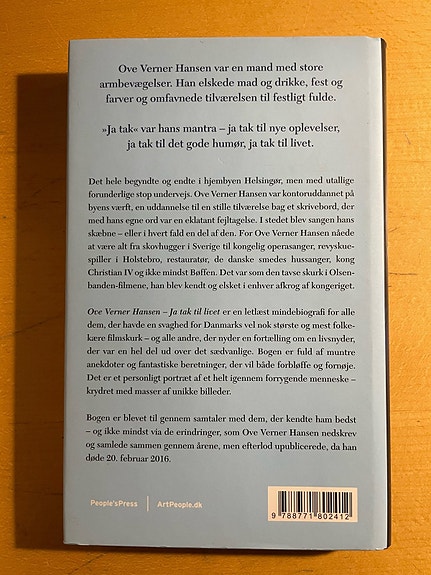 Ove Verner Hansen var en mand med store
armbevægelser. Han elskede mad og drikke, fest og
farver og omfavnede tilværelsen til festligt fulde.
»Ja tak« var hans mantra – ja tak til nye oplevelser,
ja tak til det gode humør, ja tak til livet.
Det hele begyndte og endte i hjembyen Helsingør, men med utallige
forunderlige stop undervejs. Ove Verner Hansen var kontoruddannet på
byens værft, en uddannelse til en stille tilværelse bag et skrivebord, der
med hans egne ord var en eklatant fejltagelse. I stedet blev sangen hans
skæbne – eller i hvert fald en del af den. For Ove Verner Hansen nåede
at være alt fra skovhugger i Sverige til kongelig operasanger, revyskue-
spiller i Holstebro, restauratør, de danske smedes hussanger, kong
Christian IV og ikke mindst Bøffen. Det var som den tavse skurk i Olsen-
banden-filmene, han blev kendt og elsket i enhver afkrog af kongeriget.
Ove Verner Hansen – Ja tak til livet er en letlæst mindebiografi for alle
dem, der havde en svaghed for Danmarks vel nok største og mest folke-
kære filmskurk – og alle andre, der nyder en fortælling om en livsnyder,
der var en hel del ud over det sædvanlige. Bogen er fuld af muntre
anekdoter og fantastiske beretninger, der vil både forbløffe og fornøje.
Det er et personligt portræt af et helt igennem forrygende menneske –
krydret med masser af unikke billeder.
Bogen er blevet til gennem samtaler med dem, der kendte ham bedst
– og ikke mindst via de erindringer, som Ove Verner Hansen nedskrev
og samlede sammen gennem årene, men efterlod upublicerede, da han
døde 20. februar 2016.
People'sPress | ArtPeople.dk
9 788771 802412